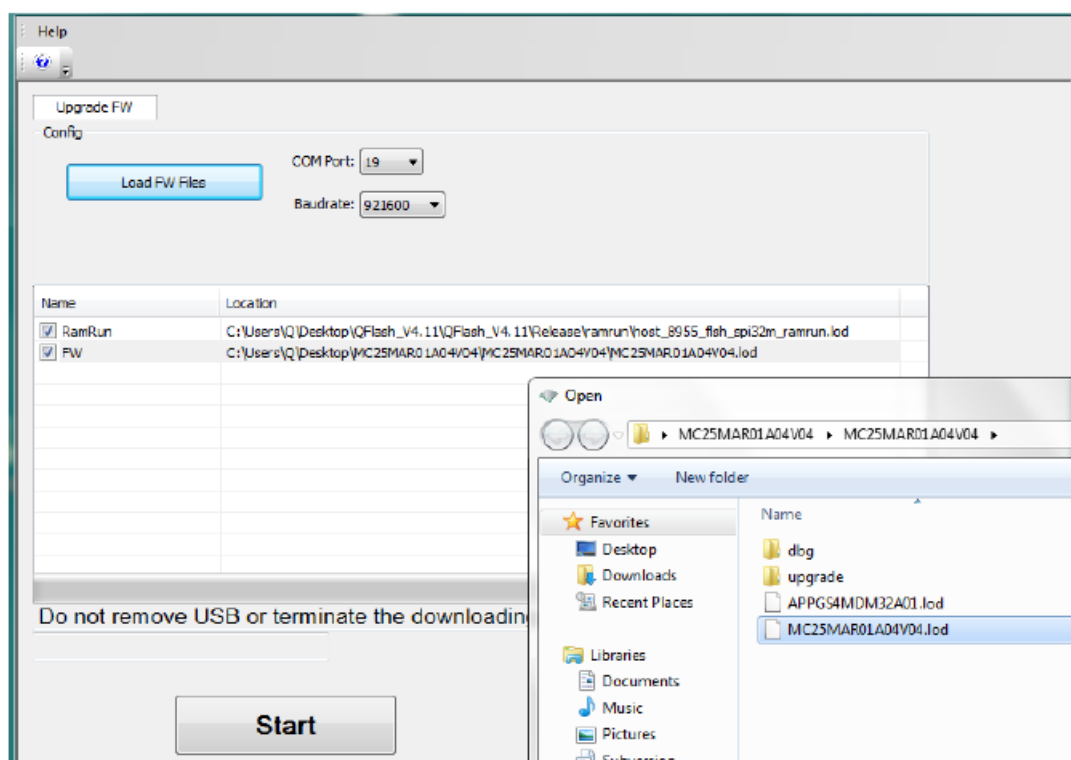 Help
Upgrade FW
Config
Load FW Files
COM Port: 19
Baudrate: 921600
Name Location
RamRun C:\Users\Q\Desktop\QFlash_V4.11\QFlash_V4.11\Release\ramrun\host_8955_flsh_spi32m_ramrun.lod
FW C:\Users\Q\Desktop\MC25MAR01A04V04\MC25MAR01A04V04\MC25MAR01A04V04.lod
Do not remove USB or terminate the downloadin
Start
Open
MC25MAR01A04V04 MC25MAR01A04V04
Organize New folder
Favorites
Desktop
Downloads
Recent Places
Libraries
Documents
Music
Pictures
Subversion
Name
dbg
upgrade
APPGS4MDM32A01.lod
MC25MAR01A04V04.lod